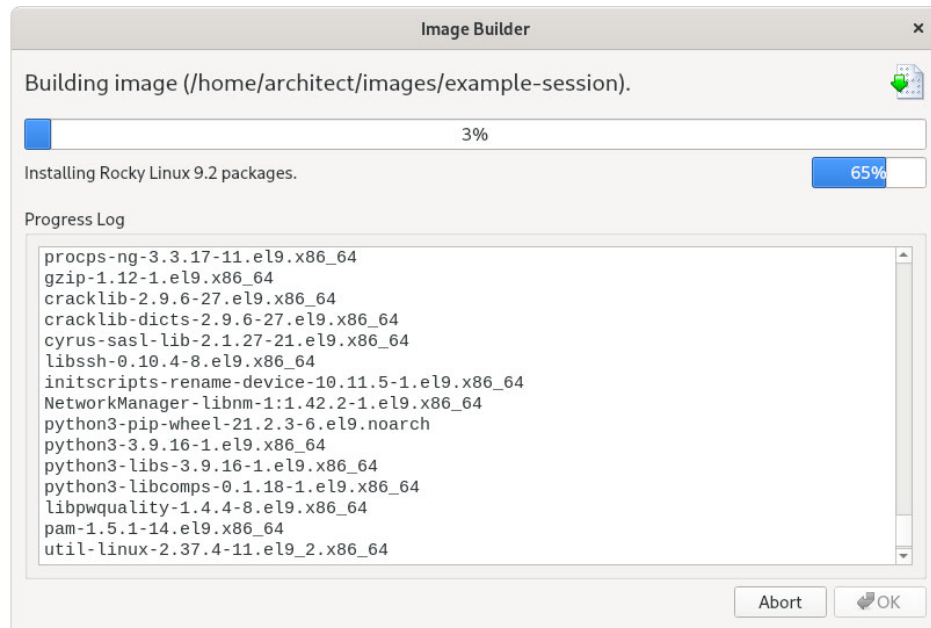 Image Builder
Building image (/home/architect/images/example-session).
3%
Installing Rocky Linux 9.2 packages.
65%
Progress Log
procps-ng-3.3.17-11.el9.x86_64
gzip-1.12-1.el9.x86_64
cracklib-2.9.6-27.el9.x86_64
cracklib-dicts-2.9.6-27.el9.x86_64
cyrus-sasl-lib-2.1.27-21.el9.x86_64
libssh-0.10.4-8.el9.x86_64
initscripts-rename-device-10.11.5-1.el9.x86_64
NetworkManager-libnm-1:1.42.2-1.el9.x86_64
python3-pip-wheel-21.2.3-6.el9.noarch
python3-3.9.16-1.el9.x86_64
python3-libs-3.9.16-1.el9.x86_64
python3-libcomps-0.1.18-1.el9.x86_64
libpwquality-1.4.4-8.el9.x86_64
pam-1.5.1-14.el9.x86_64
util-linux-2.37.4-11.el9_2.x86_64
Abort
OK